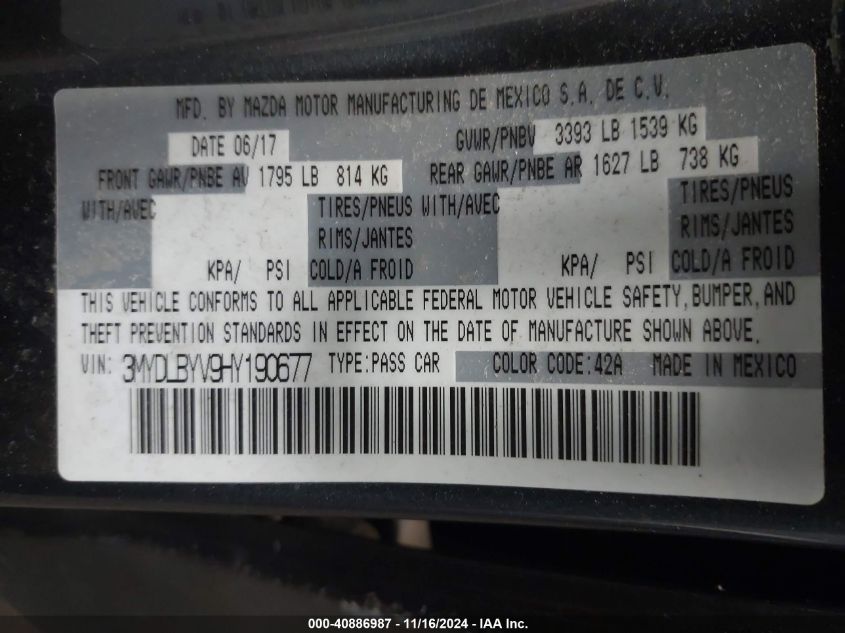 MFD. BY MAZDA MOTOR MANUFACTURING DE MEXICO S.A. DE C.V.
DATE 06/17 GVWR/PNBV 3393 LB 1539 KG
FRONT GAWR/PNBE AV 1795 LB 814 KG REAR GAWR/PNBE AR 1627 LB 738 KG
WITH/AVEC TIRES/PNEUS WITH/AVEC TIRES/PNEUS
RIMS/JANTES RIMS/JANTES
KPA/ PSI COLD/A FROID KPA/ PSI COLD/A FROID
THIS VEHICLE CONFORMS TO ALL APPLICABLE FEDERAL MOTOR VEHICLE SAFETY, BUMPER, AND
THEFT PREVENTION STANDARDS IN EFFECT ON THE DATE OF MANUFACTURE SHOWN ABOVE.
VIN: 3MYDLBYV9HY190677 TYPE:PASS CAR COLOR CODE:42A MADE IN MEXICO
000-40886987 - 11/16/2024 - IAA Inc.